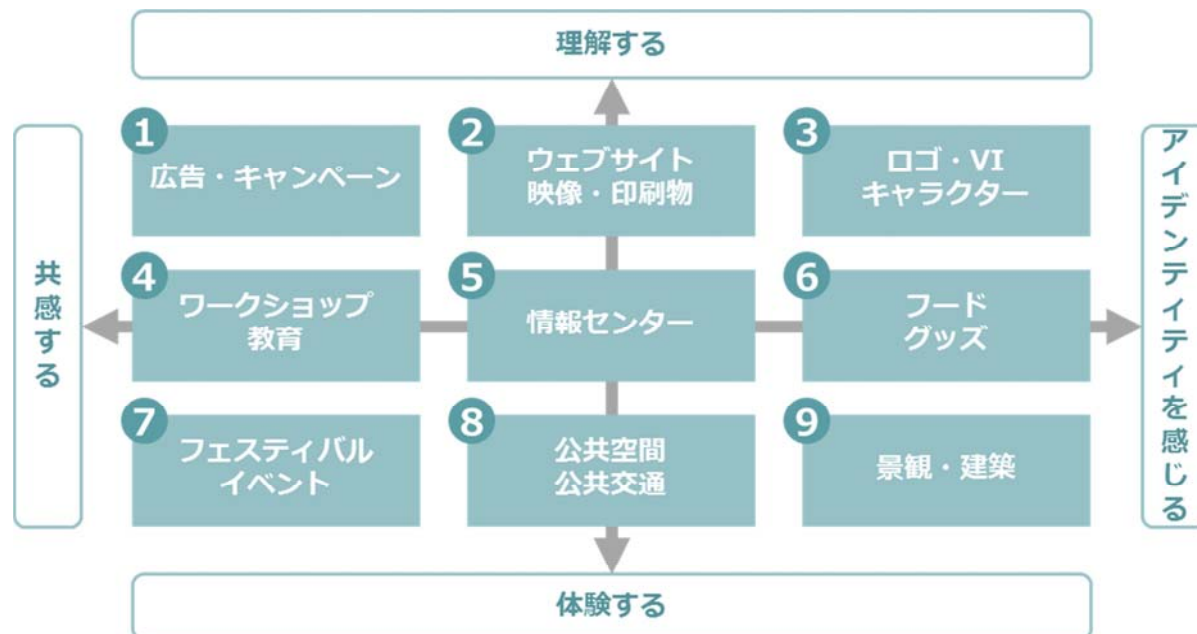 理解する
共感する
アイデンティティを感じる
1
広告・キャンペーン
2
ウェブサイト
映像・印刷物
3
ロゴ・VI
キャラクター
4
ワークショップ
教育
5
情報センター
6
フード
グッズ
7
フェスティバル
イベント
8
公共空間
公共交通
9
景観・建築
体験する